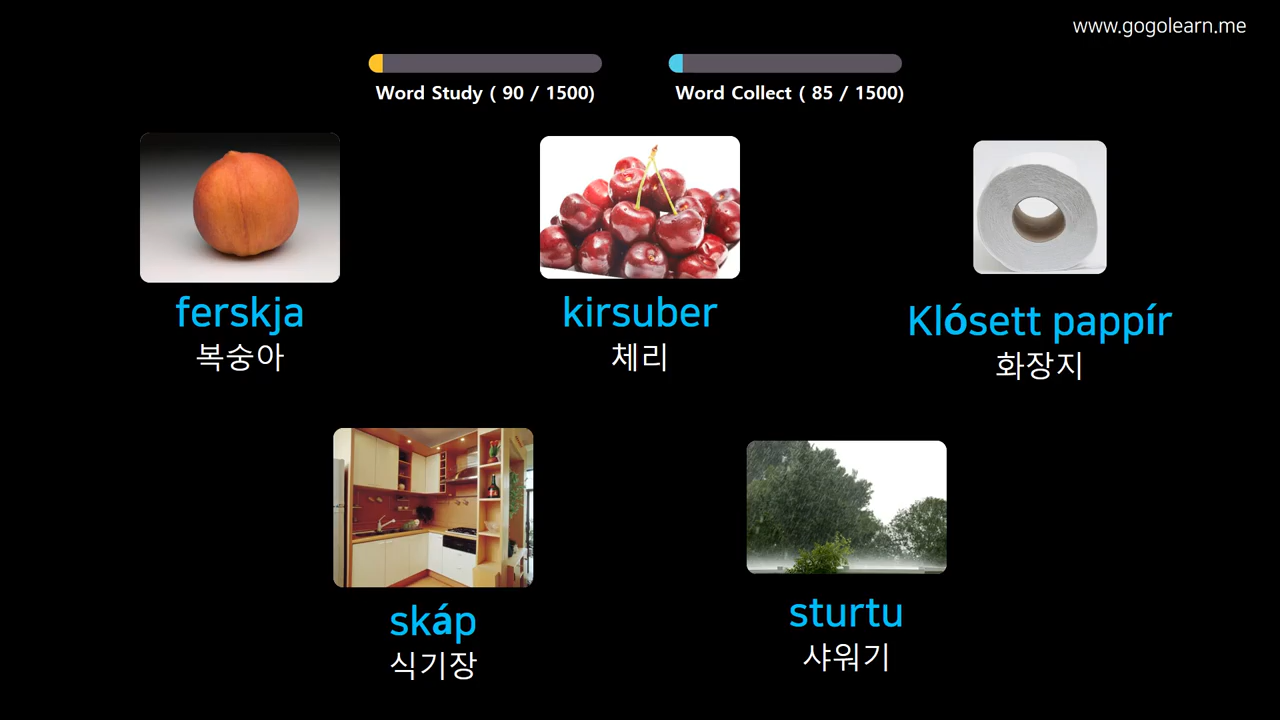 www.gogolearn.me
Word Study ( 90 / 1500)
Word Collect ( 85 / 1500)
ferskja
복숭아
kirsuber
체리
Klósett pappír
화장지
skáp
식기장
sturtu
샤워기